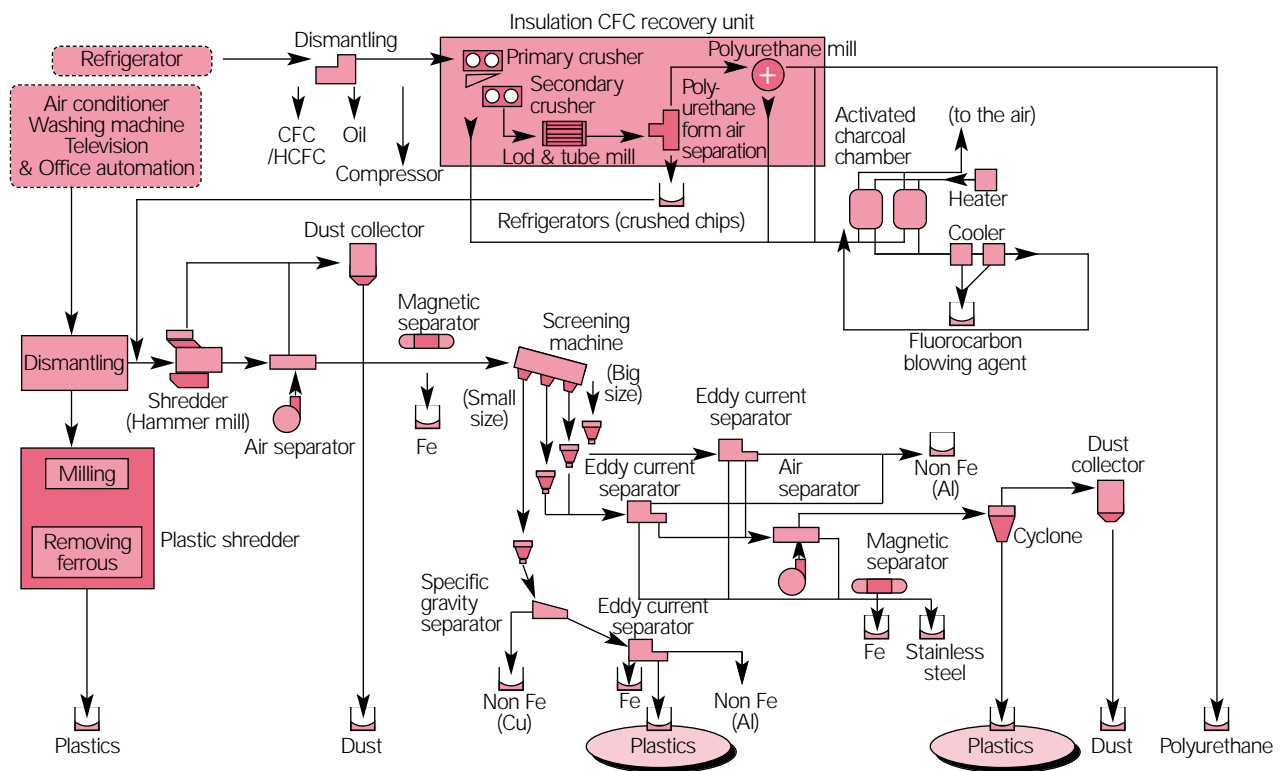 Insulation CFC recovery unit
Refrigerator
Dismantling
Primary crusher
Polyurethane mill
Secondary
crusher
Poly-
urethane
form air
separation
Lod & tube mill
Air conditioner
Washing machine
Television
& Office automation
CFC
/HCFC
Oil
Compressor
Refrigerators (crushed chips)
Activated
charcoal
chamber
(to the air)
Heater
Cooler
Fluorocarbon
blowing agent
Dust collector
Magnetic
separator
Screening
machine
(Big
size)
(Small
size)
Dismantling
Shredder
(Hammer mill)
Air separator
Fe
Eddy current
separator
Eddy current
separator
Air
separator
Non Fe
(Al)
Dust
collector
Milling
Removing
ferrous
Plastic shredder
Cyclone
Magnetic
separator
Specific
gravity
separator
Eddy current
separator
Fe
Stainless
steel
Non Fe
(Cu)
Fe
Non Fe
(Al)
Plastics
Dust
Plastics
Plastics
Dust
Polyurethane